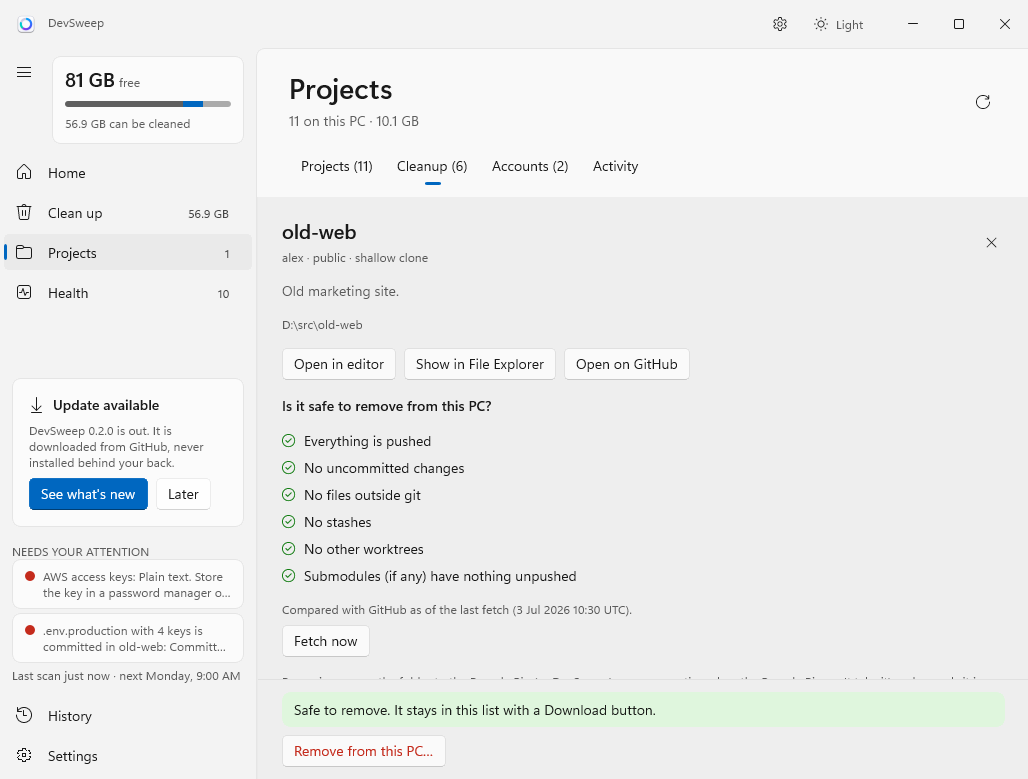 DevSweep
Light
81 GB free
56.9 GB can be cleaned
Home
Clean up 56.9 GB
Projects 1
Health 10
Update available
DevSweep 0.2.0 is out. It is
downloaded from GitHub, never
installed behind your back.
See what's new
Later
NEEDS YOUR ATTENTION
AWS access keys: Plain text. Store
the key in a password manager o...
.env.production with 4 keys is
committed in old-web: Committ...
Last scan just now · next Monday, 9:00 AM
History
Settings
Projects
11 on this PC · 10.1 GB
Projects (11)
Cleanup (6)
Accounts (2)
Activity
old-web
alex · public · shallow clone
Old marketing site.
D:\src\old-web
Open in editor
Show in File Explorer
Open on GitHub
Is it safe to remove from this PC?
Everything is pushed
No uncommitted changes
No files outside git
No stashes
No other worktrees
Submodules (if any) have nothing unpushed
Compared with GitHub as of the last fetch (3 Jul 2026 10:30 UTC).
Fetch now
Safe to remove. It stays in this list with a Download button.
Remove from this PC...